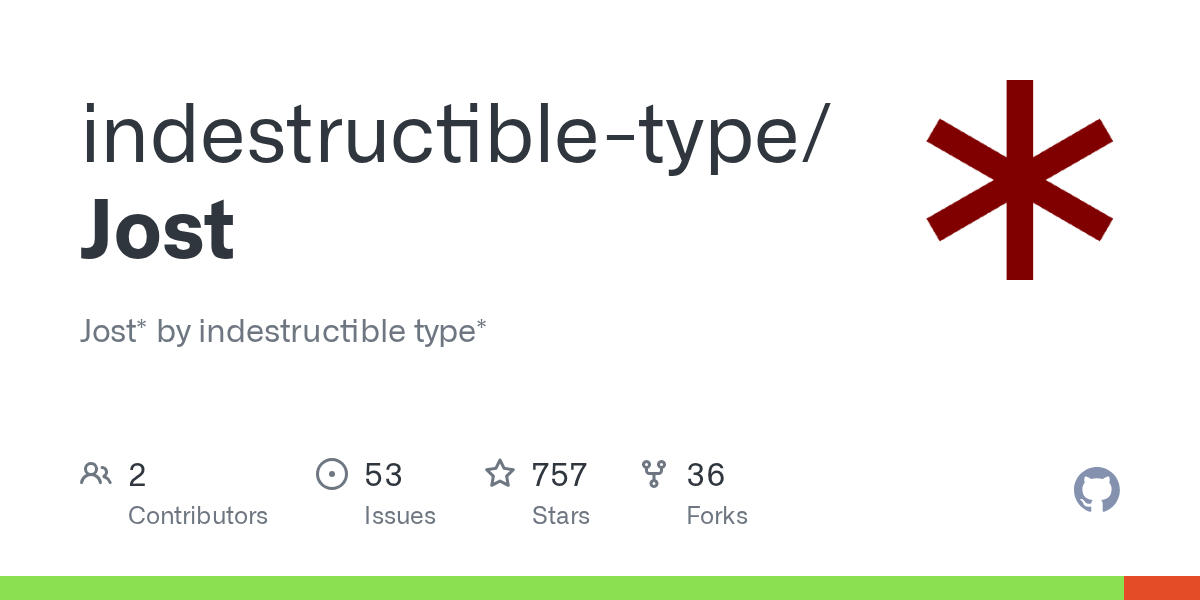 indestructible-type/
Jost
Jost* by indestructible type*
2 53 757 36
Contributors Issues Stars Forks